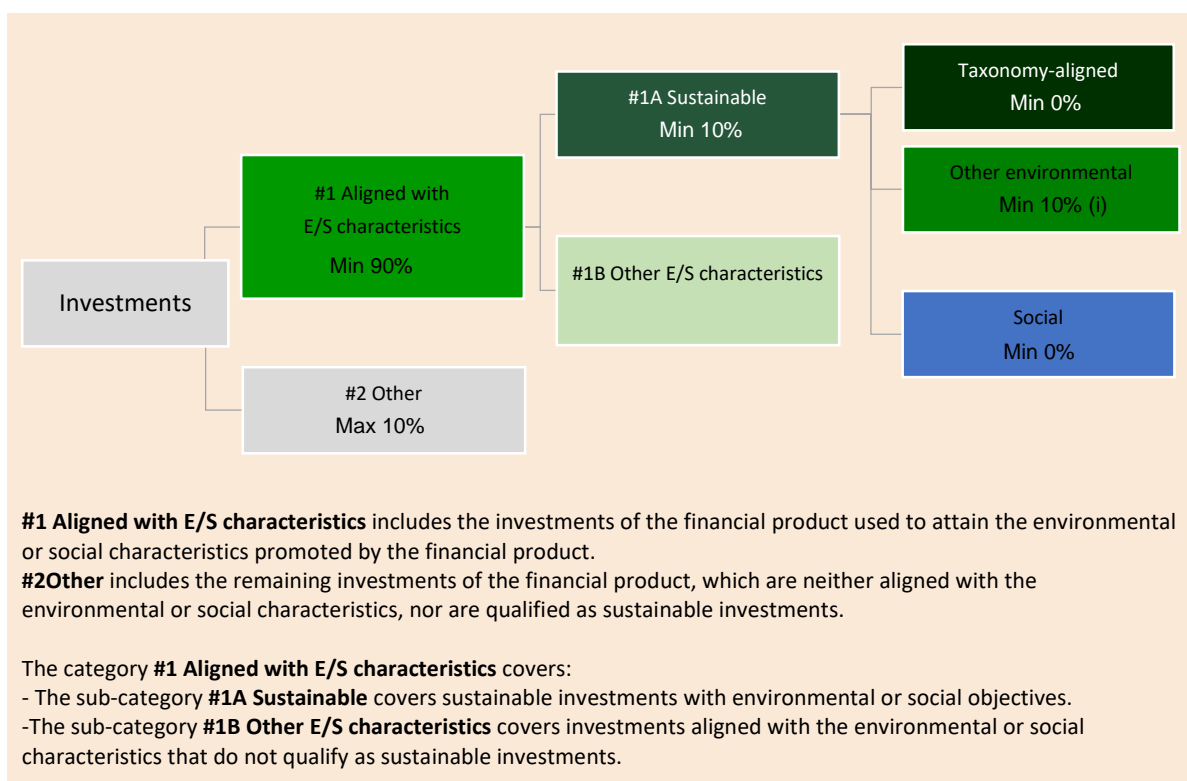 Taxonomy-aligned
Min 0%
#1A Sustainable
Min 10%
Other environmental
Min 10% (i)
#1 Aligned with
E/S characteristics
Min 90%
#1B Other E/S characteristics
Investments
Social
Min 0%
#2 Other
Max 10%
#1 Aligned with E/S characteristics includes the investments of the financial product used to attain the environmental
or social characteristics promoted by the financial product.
#2Other includes the remaining investments of the financial product, which are neither aligned with the
environmental or social characteristics, nor are qualified as sustainable investments.
The category #1 Aligned with E/S characteristics covers:
- The sub-category #1A Sustainable covers sustainable investments with environmental or social objectives.
-The sub-category #1B Other E/S characteristics covers investments aligned with the environmental or social
characteristics that do not qualify as sustainable investments.